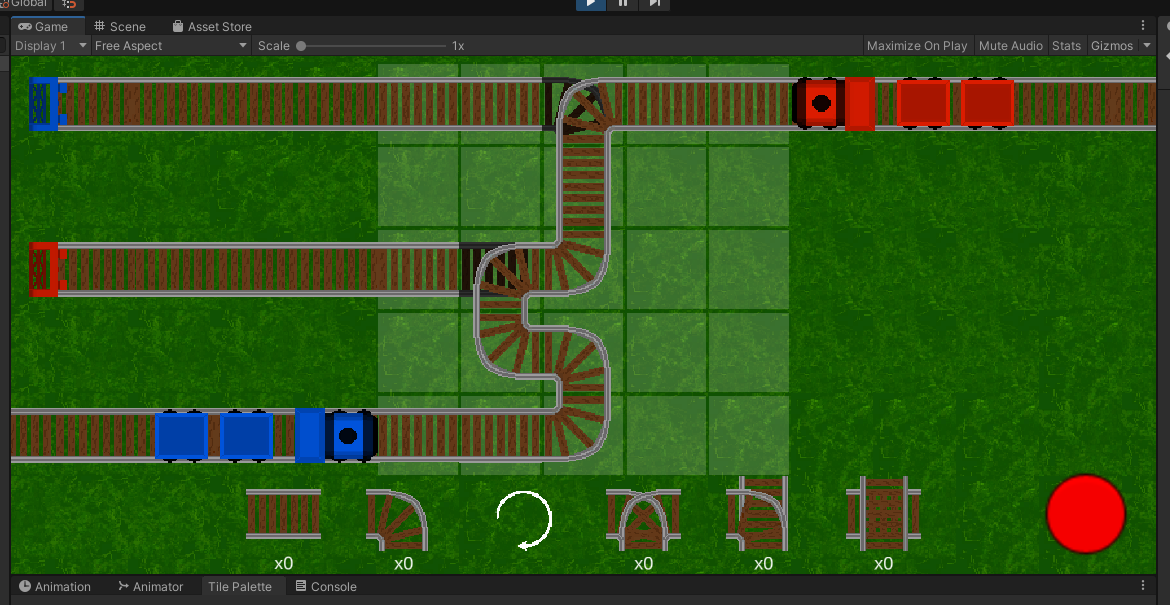 Global
Game Scene Asset Store
Display 1 Free Aspect Scale 1x Maximize On Play Mute Audio Stats Gizmos
x0 x0 x0 x0 x0
Animation Animator Tile Palette Console